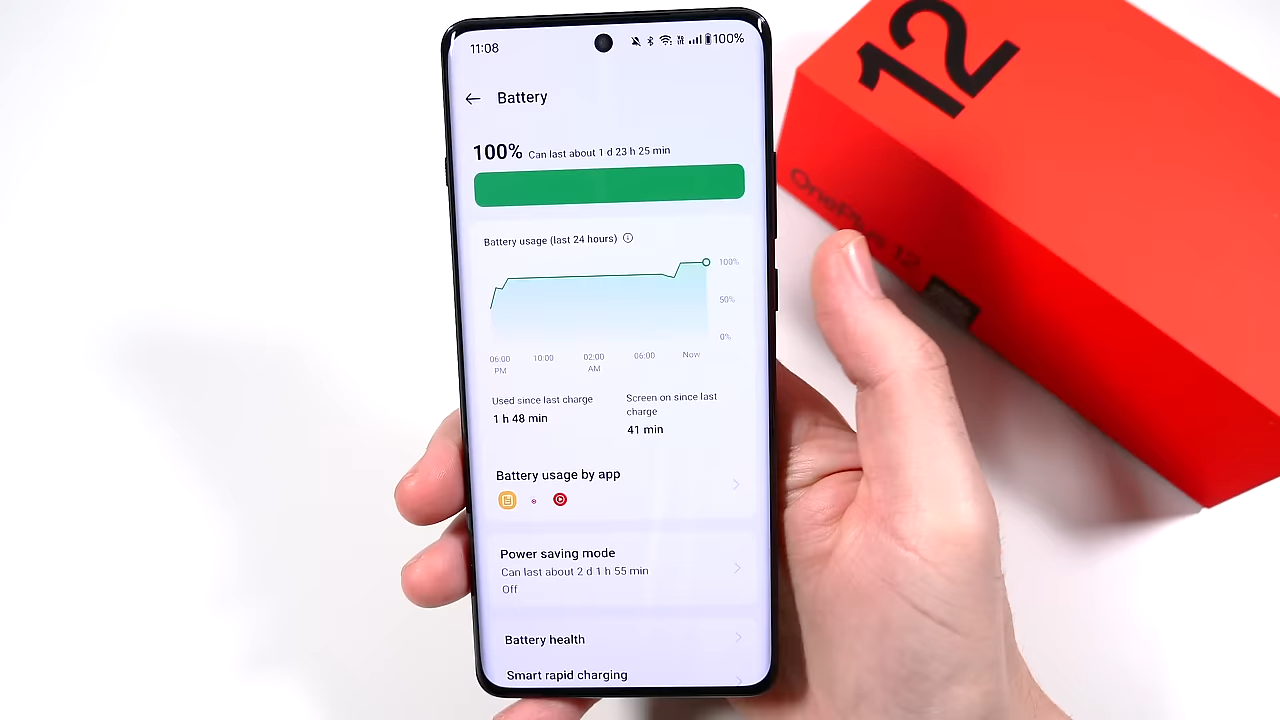 11:08
100%
Battery
100% Can last about 1 d 23 h 25 min
Battery usage (last 24 hours)
100%
50%
0%
06:00 PM
10:00
02:00 AM
06:00
Now
Used since last charge
1 h 48 min
Screen on since last
charge
41 min
Battery usage by app
Power saving mode
Can last about 2 d 1 h 55 min
Off
Battery health
Smart rapid charging
12
OnePlus 12